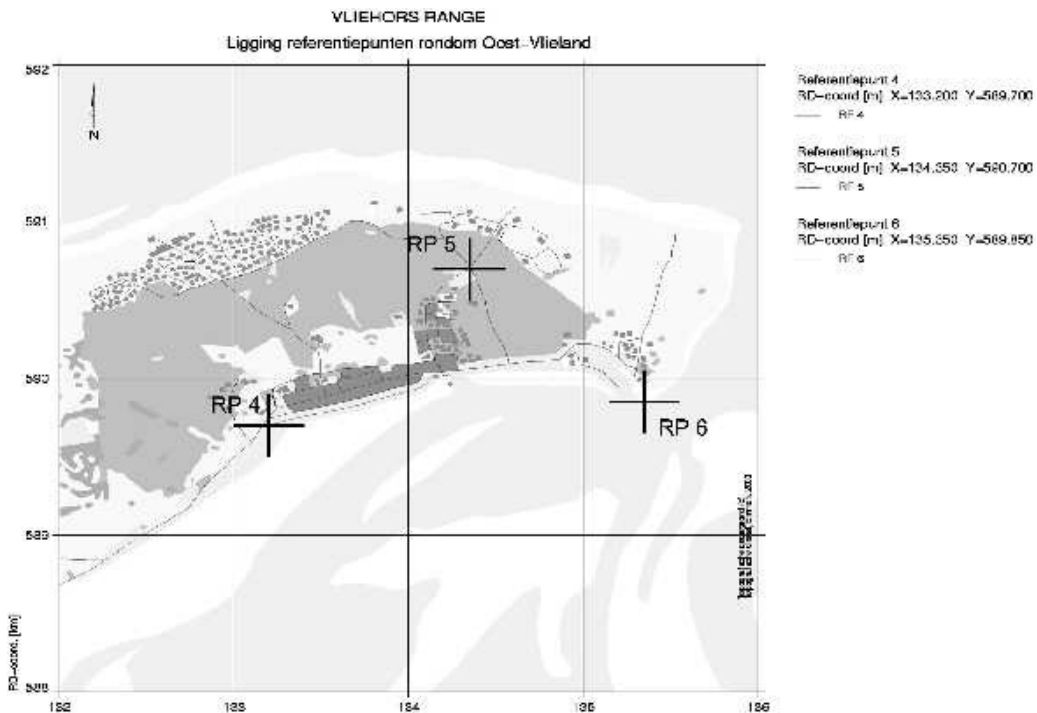 VLIEHORS RANGE
Ligging referentiepunten rondom Oost-Vlieland
592
Referentiepunt 4
RD-coord [m] X=133.200 Y=589.700
RP 4
N
Referentiepunt 5
RD-coord [m] X=134.350 Y=590.700
RP 5
591
Referentiepunt 6
RD-coord [m] X=135.350 Y=589.850
RP 6
RP 5
590
RP 4
RP 6
589
RD-coord. [km]
588
132
133
134
135
136